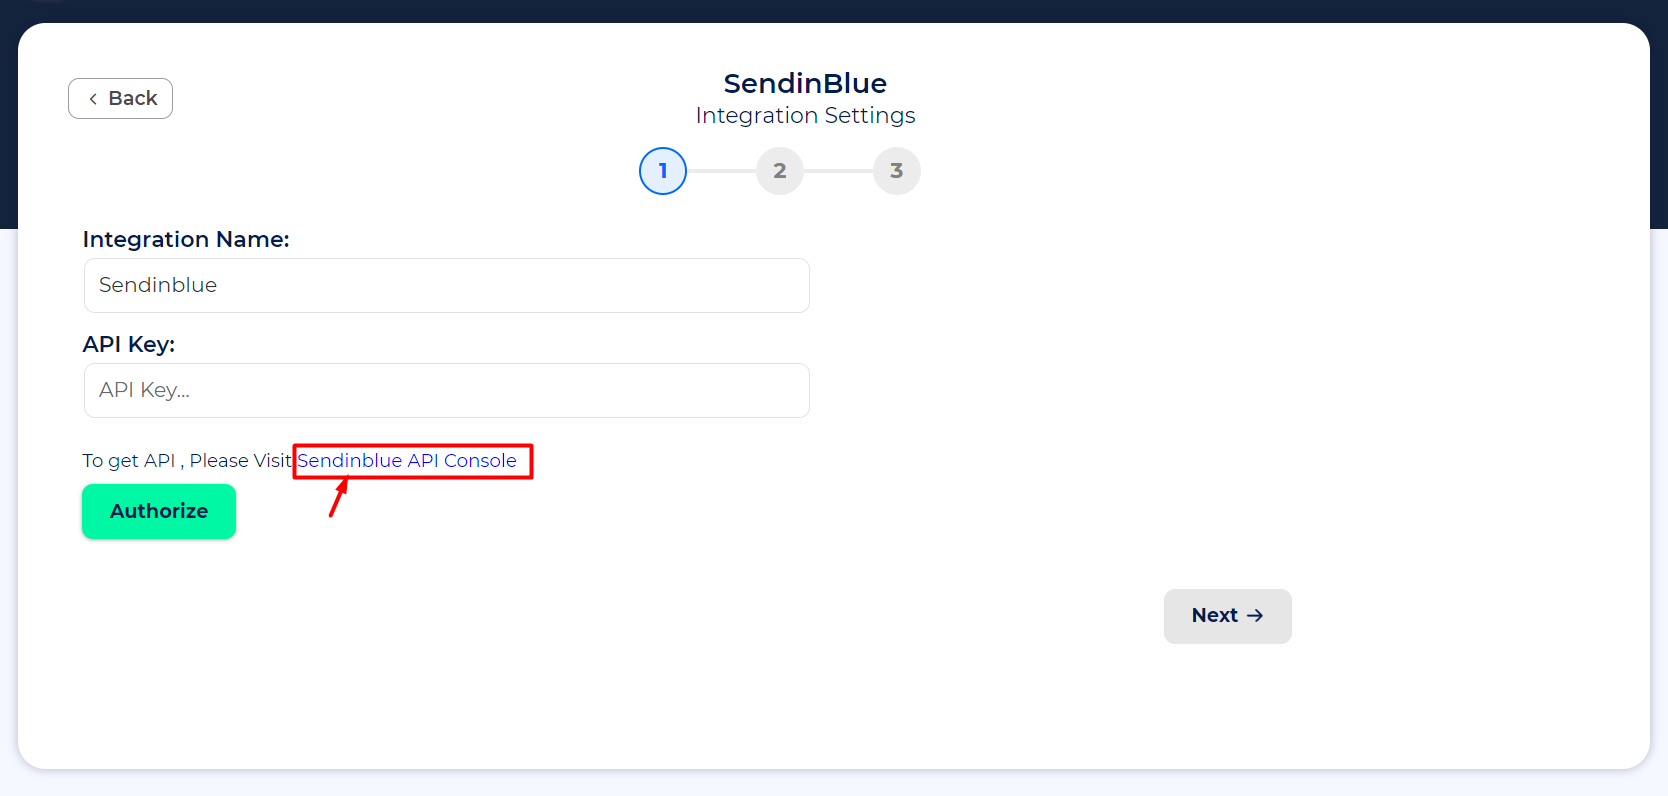 Back
SendinBlue
Integration Settings
1 2 3
Integration Name:
Sendinblue
API Key:
API Key...
To get API , Please Visit Sendinblue API Console
Authorize
Next